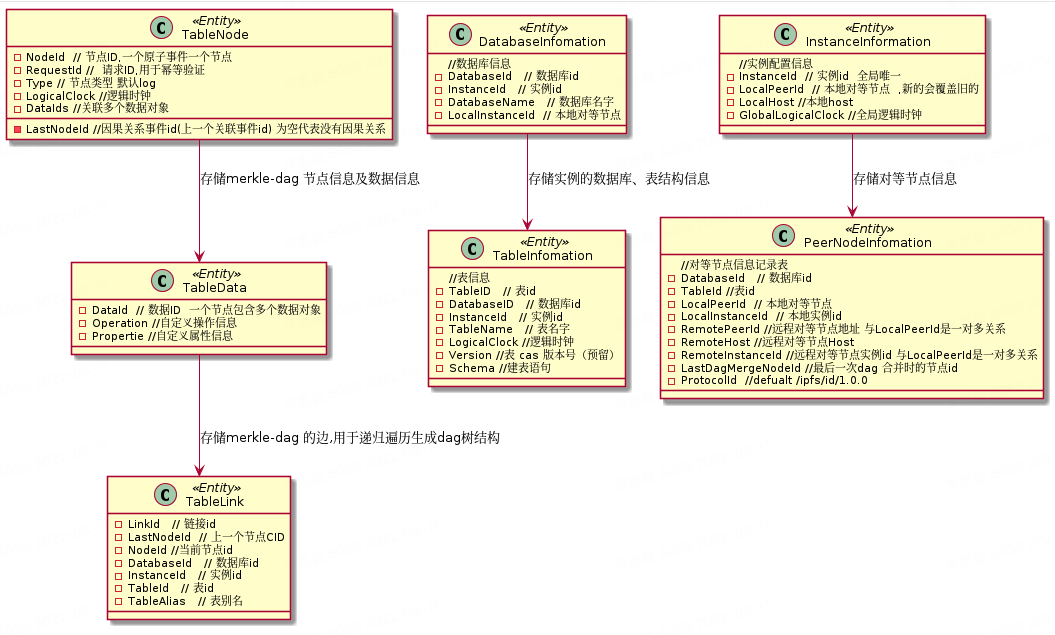 C «Entity»
TableNode
NodeId // 节点ID,一个原子事件一个节点
RequestId // 请求ID,用于幂等验证
Type // 节点类型 默认log
LogicalClock //逻辑时钟
DataIds //关联多个数据对象
LastNodeId //因果关系事件id(上一个关联事件id) 为空代表没有因果关系
存储merkle-dag 节点信息及数据信息
C «Entity»
TableData
DataId // 数据ID 一个节点包含多个数据对象
Operation //自定义操作信息
Propertie //自定义属性信息
存储merkle-dag 的边,用于递归遍历生成dag树结构
C «Entity»
TableLink
LinkId // 链接id
LastNodeId // 上一个节点CID
NodeId //当前节点id
DatabaseId // 数据库id
InstanceId // 实例id
TableId // 表id
TableAlias // 表别名
C «Entity»
DatabaseInfomation
//数据库信息
DatabaseId // 数据库id
InstanceId // 实例id
DatabaseName // 数据库名字
LocalInstanceId // 本地对等节点
存储实例的数据库、表结构信息
C «Entity»
TableInfomation
//表信息
TableID // 表id
DatabaseID // 数据库id
InstanceId // 实例id
TableName // 表名字
LogicalClock //逻辑时钟
Version //表 cas 版本号（预留）
Schema //建表语句
C «Entity»
InstanceInformation
//实例配置信息
InstanceId // 实例id 全局唯一
LocalPeerId // 本地对等节点 ,新的会覆盖旧的
LocalHost //本地host
GlobalLogicalClock //全局逻辑时钟
存储对等节点信息
C «Entity»
PeerNodeInfomation
//对等节点信息记录表
DatabaseId // 数据库id
TableId //表id
LocalPeerId // 本地对等节点
LocalInstanceId // 本地实例id
RemotePeerId //远程对等节点地址 与LocalPeerId是一对多关系
RemoteHost //远程对等节点Host
RemoteInstanceId //远程对等节点实例id 与LocalPeerId是一对多关系
LastDagMergeNodeId //最后一次dag 合并时的节点id
ProtocolId //defualt /ipfs/id/1.0.0